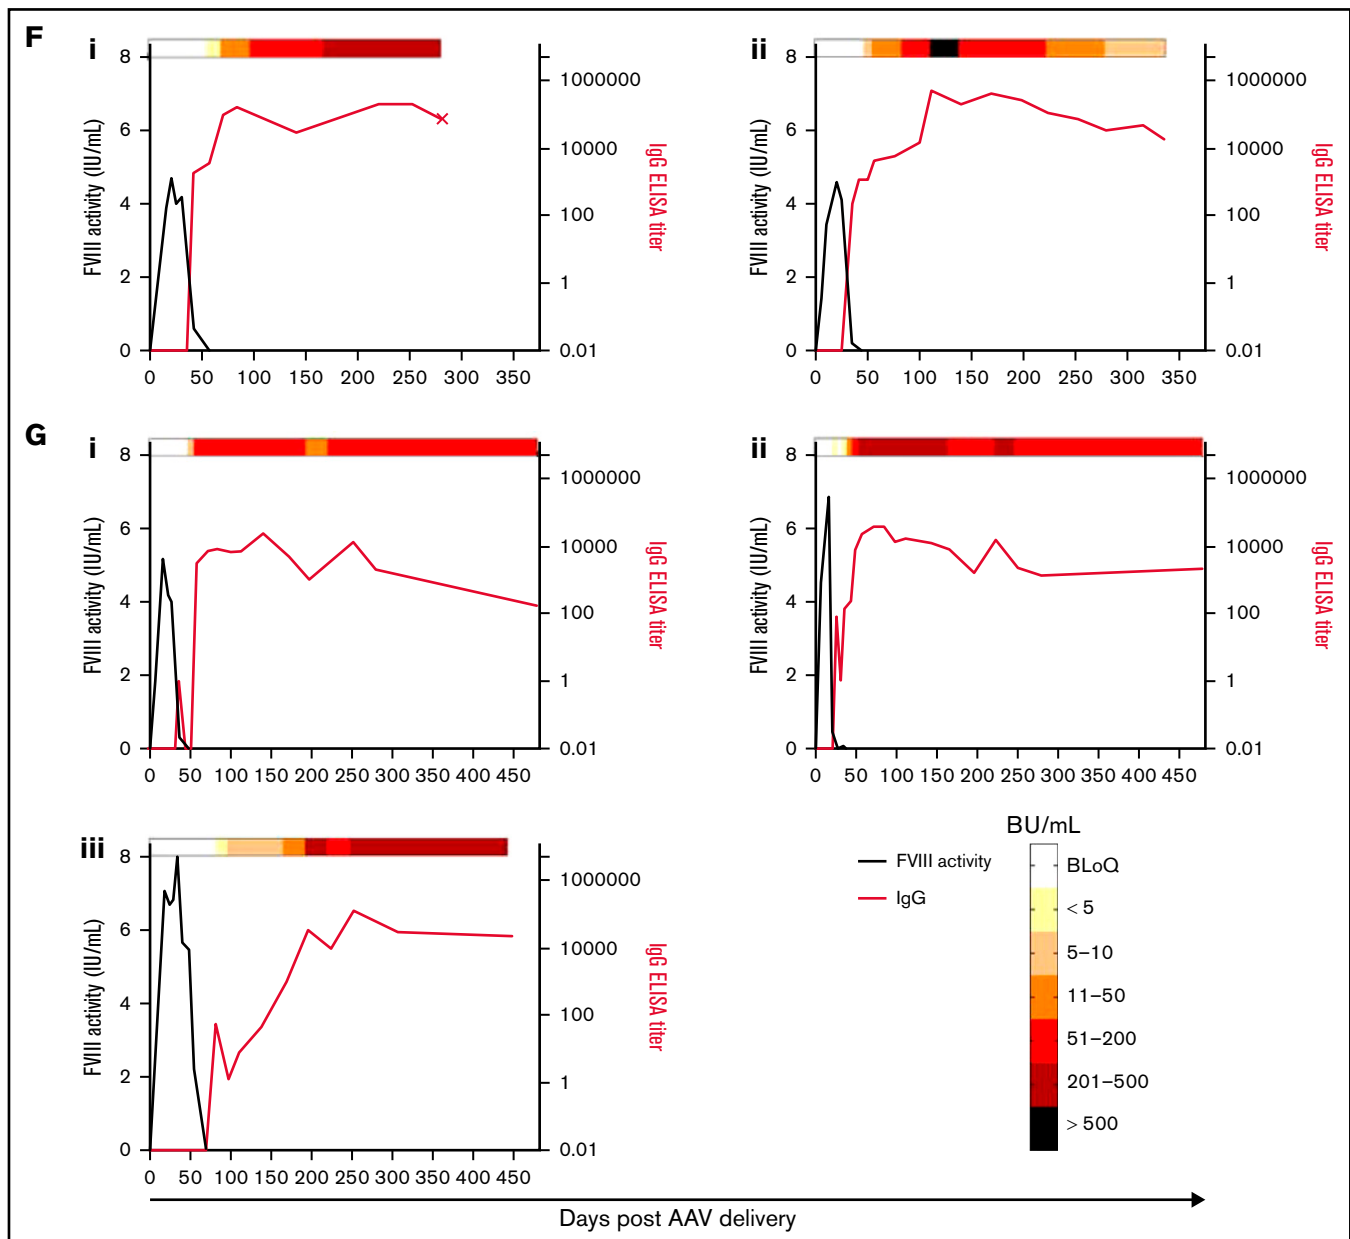 F
i
8
6
4
2
0
FVIII activity (IU/mL)
1000000
10000
100
1
0.01
IgG ELISA titer
0 50 100 150 200 250 300 350
ii
8
6
4
2
0
FVIII activity (IU/mL)
1000000
10000
100
1
0.01
IgG ELISA titer
0 50 100 150 200 250 300 350
G
i
8
6
4
2
0
FVIII activity (IU/mL)
1000000
10000
100
1
0.01
IgG ELISA titer
0 50 100 150 200 250 300 350 400 450
ii
8
6
4
2
0
FVIII activity (IU/mL)
1000000
10000
100
1
0.01
IgG ELISA titer
0 50 100 150 200 250 300 350 400 450
iii
8
6
4
2
0
FVIII activity (IU/mL)
1000000
10000
100
1
0.01
IgG ELISA titer
0 50 100 150 200 250 300 350 400 450
FVIII activity
IgG
BU/mL
BLoQ
< 5
5–10
11–50
51–200
201–500
> 500
Days post AAV delivery